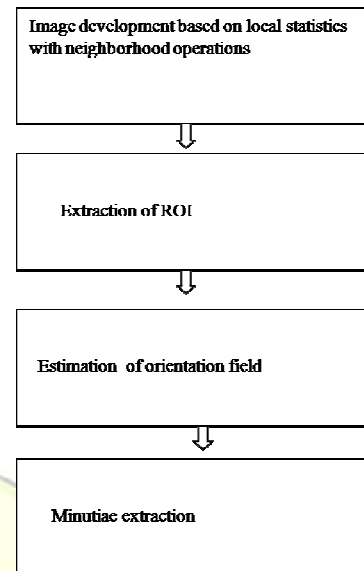 Image development based on local statistics
with neighborhood operations
Extraction of ROI
Estimation of orientation field
Minutiae extraction